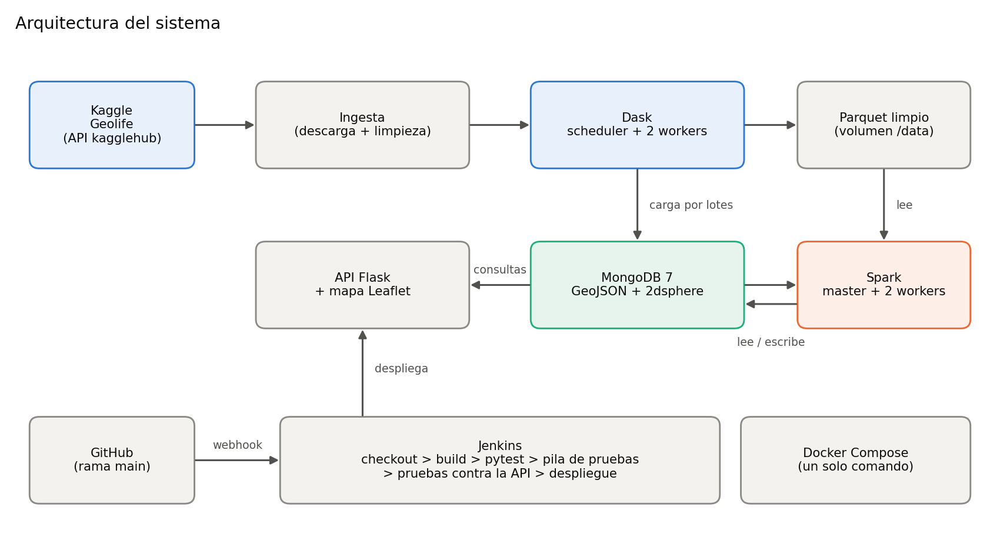 Arquitectura del sistema
Kaggle
Geolife
(API kagglehub)
Ingesta
(descarga + limpieza)
Dask
scheduler + 2 workers
Parquet limpio
(volumen /data)
carga por lotes
lee
API Flask
+ mapa Leaflet
consultas
MongoDB 7
GeoJSON + 2dsphere
Spark
master + 2 workers
lee / escribe
despliega
GitHub
(rama main)
webhook
Jenkins
checkout > build > pytest > pila de pruebas
> pruebas contra la API > despliegue
Docker Compose
(un solo comando)